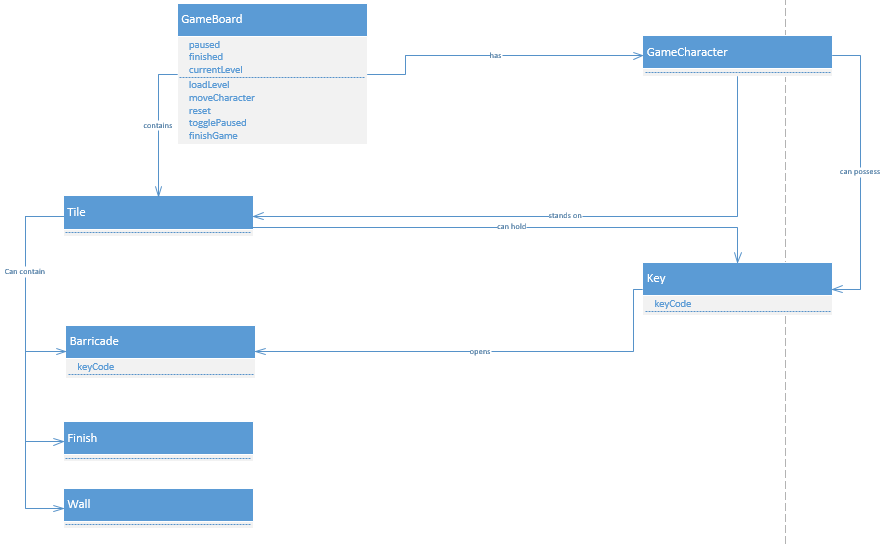 GameBoard
paused
finished
currentLevel
loadLevel
moveCharacter
reset
togglePaused
finishGame
has
GameCharacter
contains
can possess
Tile
stands on
can hold
Can contain
Key
keyCode
Barricade
keyCode
opens
Finish
Wall